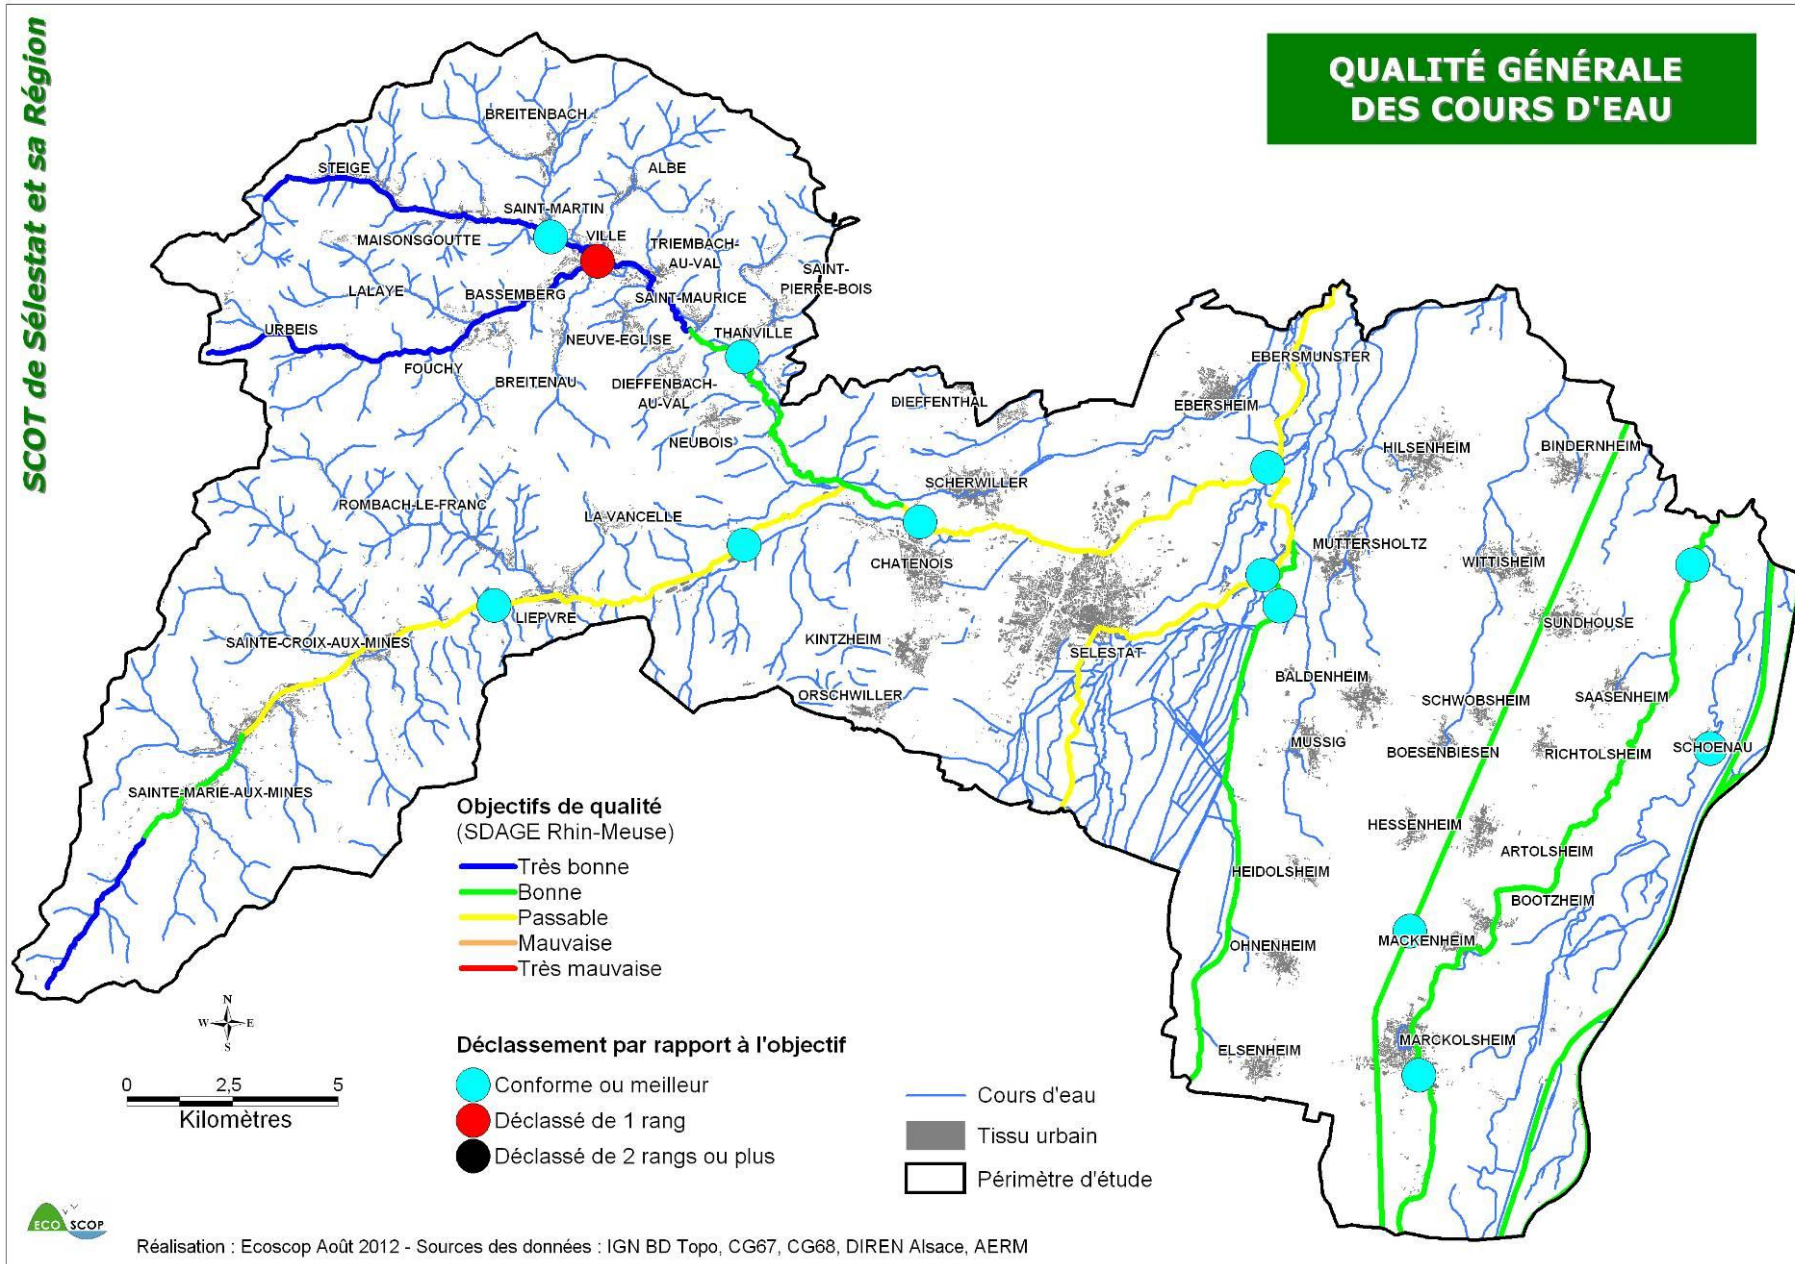 SCOT de Sélestat et sa Région
QUALITÉ GÉNÉRALE
DES COURS D'EAU
BREITENBACH
STEIGE
ALBE
SAINT-MARTIN
MAISONSGOUTTE
VILLE
TRIEMBACH-
AU-VAL
SAINT-
PIERRE-BOIS
LALAYE
BASSEMBERG
SAINT-MAURICE
URBEIS
NEUVE-EGLISE
THANVILLE
FOUCHY
BREITENAU
DIEFFENBACH-
AU-VAL
NEUBOIS
DIEFFENTHAL
EBERSMUNSTER
EBERSHEIM
HILSENHEIM
BINDERNHEIM
ROMBACH-LE-FRANC
LA VANCELLE
SCHERWILLER
CHATENOIS
MUTTERSHOLTZ
WITTISHEIM
LIEPVRE
SAINTE-CROIX-AUX-MINES
KINTZHEIM
SELESTAT
SUNDHOUSE
BALDENHEIM
ORSCHWILLER
SCHWOBSHEIM
SAASENHEIM
MUSSIG
BOESENBIESEN
RICHTOLSHEIM
SCHOENAU
SAINTE-MARIE-AUX-MINES
HESSENHEIM
ARTOLSHEIM
HEIDOLSHEIM
BOOTZHEIM
OHNENHEIM
MACKENHEIM
ELSENHEIM
MARCKOLSHEIM
Objectifs de qualité
(SDAGE Rhin-Meuse)
Très bonne
Bonne
Passable
Mauvaise
Très mauvaise
N
W E
S
0 2,5 5
Kilomètres
Déclassement par rapport à l'objectif
Conforme ou meilleur
Déclassé de 1 rang
Déclassé de 2 rangs ou plus
Cours d'eau
Tissu urbain
Périmètre d'étude
ECO SCOP
Réalisation : Ecoscop Août 2012 - Sources des données : IGN BD Topo, CG67, CG68, DIREN Alsace, AERM